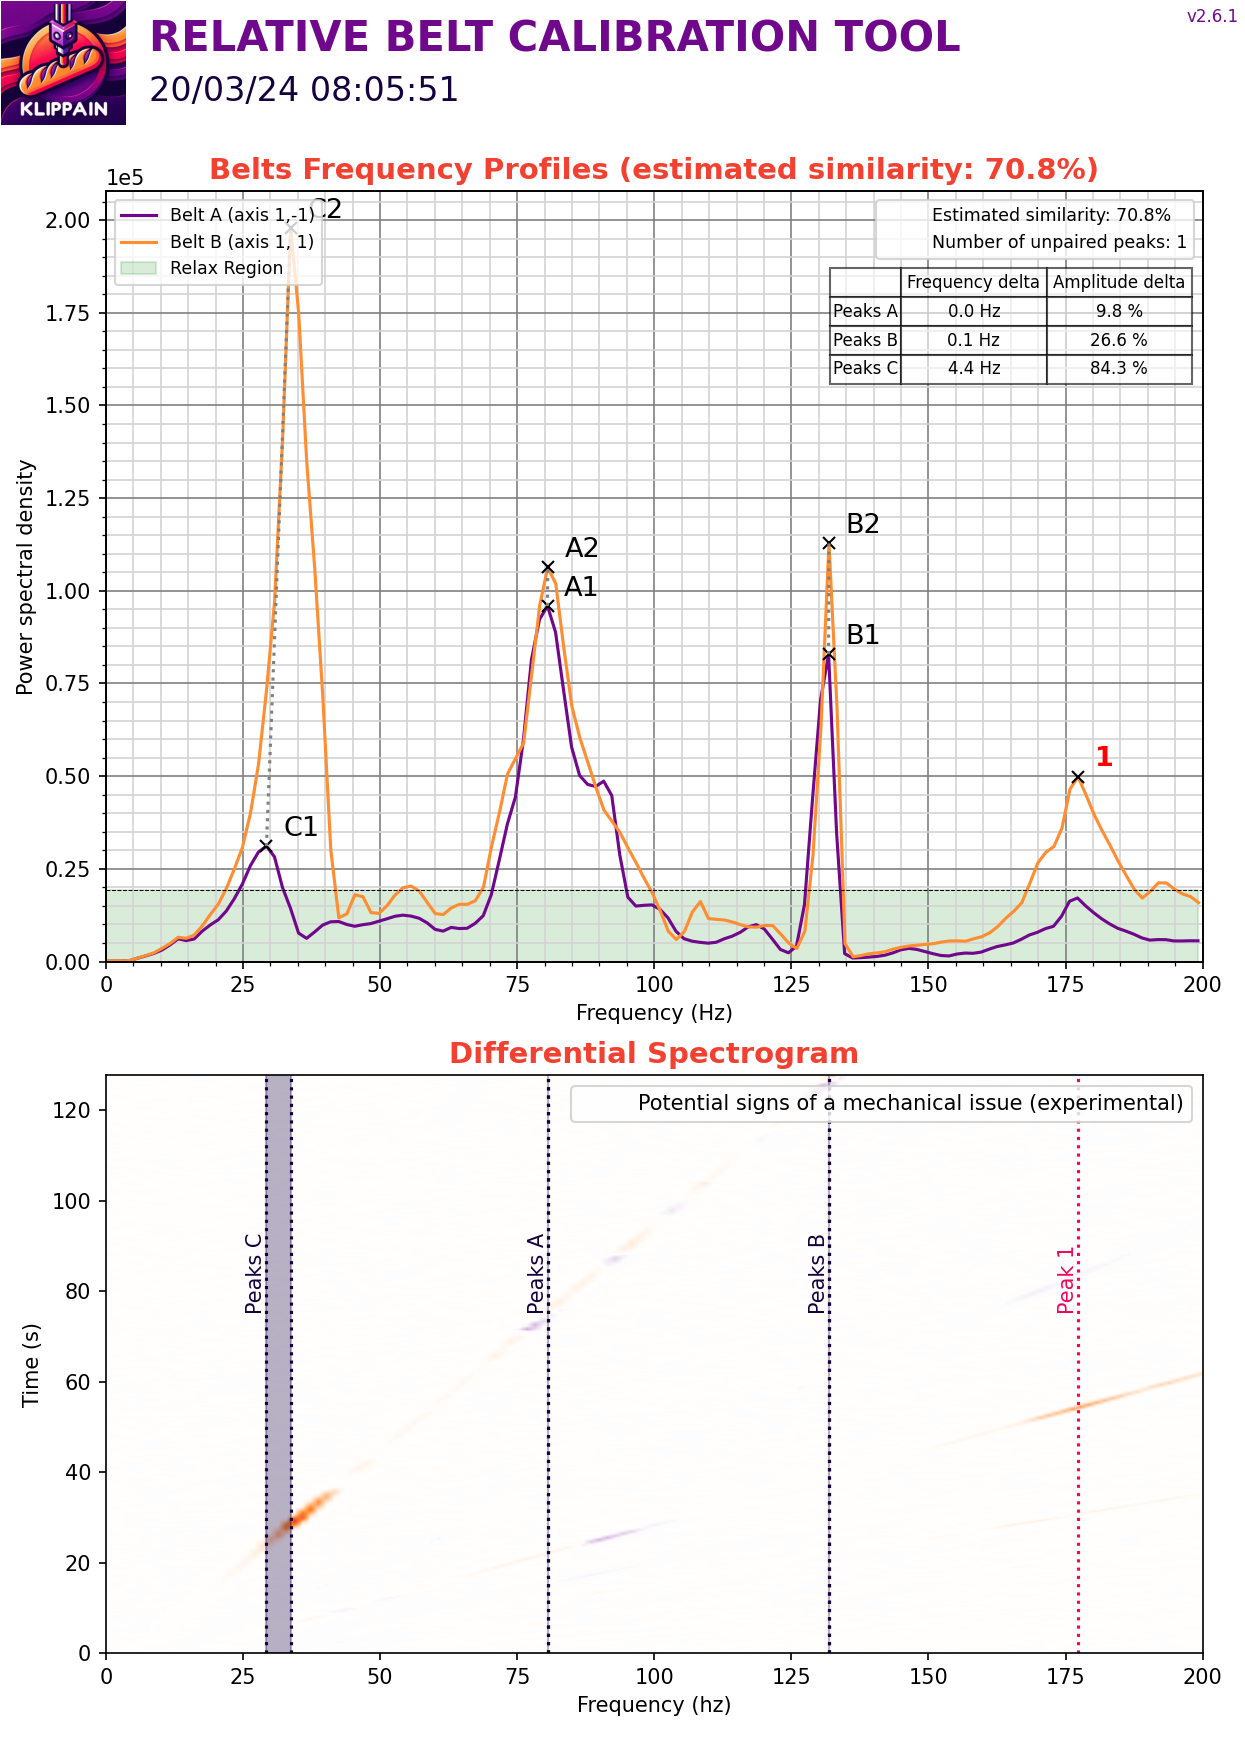 KLIPPAIN
RELATIVE BELT CALIBRATION TOOL
v2.6.1
20/03/24 08:05:51
Belts Frequency Profiles (estimated similarity: 70.8%)
1e5
Belt A (axis 1,-1)
Belt B (axis 1, 1)
Relax Region
Estimated similarity: 70.8%
Number of unpaired peaks: 1
Frequency delta Amplitude delta
Peaks A 0.0 Hz 9.8 %
Peaks B 0.1 Hz 26.6 %
Peaks C 4.4 Hz 84.3 %
C2
A2
A1
B2
B1
C1
1
Power spectral density
2.00
1.75
1.50
1.25
1.00
0.75
0.50
0.25
0.00
0 25 50 75 100 125 150 175 200
Frequency (Hz)
Differential Spectrogram
Potential signs of a mechanical issue (experimental)
Peaks C
Peaks A
Peaks B
Peak 1
Time (s)
120
100
80
60
40
20
0
0 25 50 75 100 125 150 175 200
Frequency (hz)